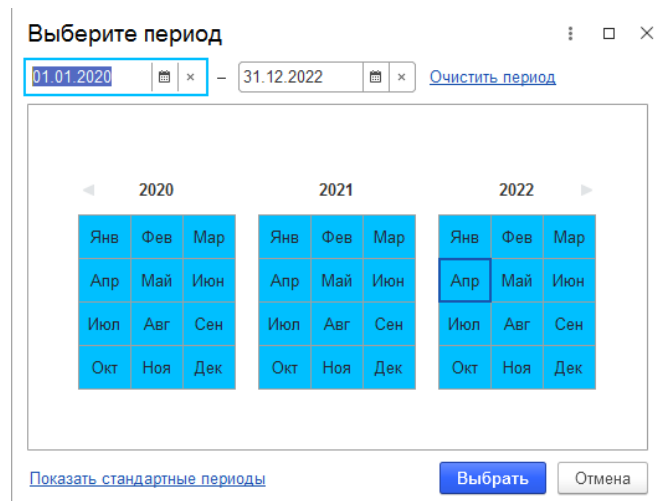 Выберите период
01.01.2020 – 31.12.2022 Очистить период
2020 2021 2022
Янв Фев Мар Янв Фев Мар Янв Фев Мар
Апр Май Июн Апр Май Июн Апр Май Июн
Июл Авг Сен Июл Авг Сен Июл Авг Сен
Окт Ноя Дек Окт Ноя Дек Окт Ноя Дек
Показать стандартные периоды Выбрать Отмена